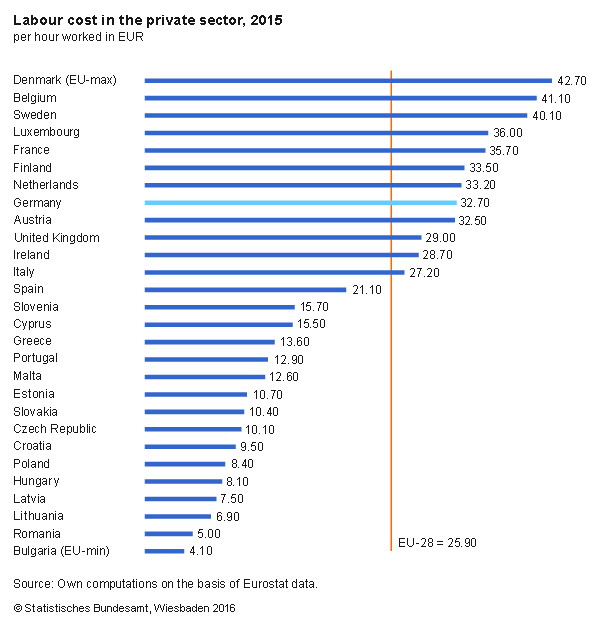 Labour cost in the private sector, 2015
per hour worked in EUR
Denmark (EU-max) 42.70
Belgium 41.10
Sweden 40.10
Luxembourg 36.00
France 35.70
Finland 33.50
Netherlands 33.20
Germany 32.70
Austria 32.50
United Kingdom 29.00
Ireland 28.70
Italy 27.20
Spain 21.10
Slovenia 15.70
Cyprus 15.50
Greece 13.60
Portugal 12.90
Malta 12.60
Estonia 10.70
Slovakia 10.40
Czech Republic 10.10
Croatia 9.50
Poland 8.40
Hungary 8.10
Latvia 7.50
Lithuania 6.90
Romania 5.00
EU-28 = 25.90
Bulgaria (EU-min) 4.10
Source: Own computations on the basis of Eurostat data.
© Statistisches Bundesamt, Wiesbaden 2016